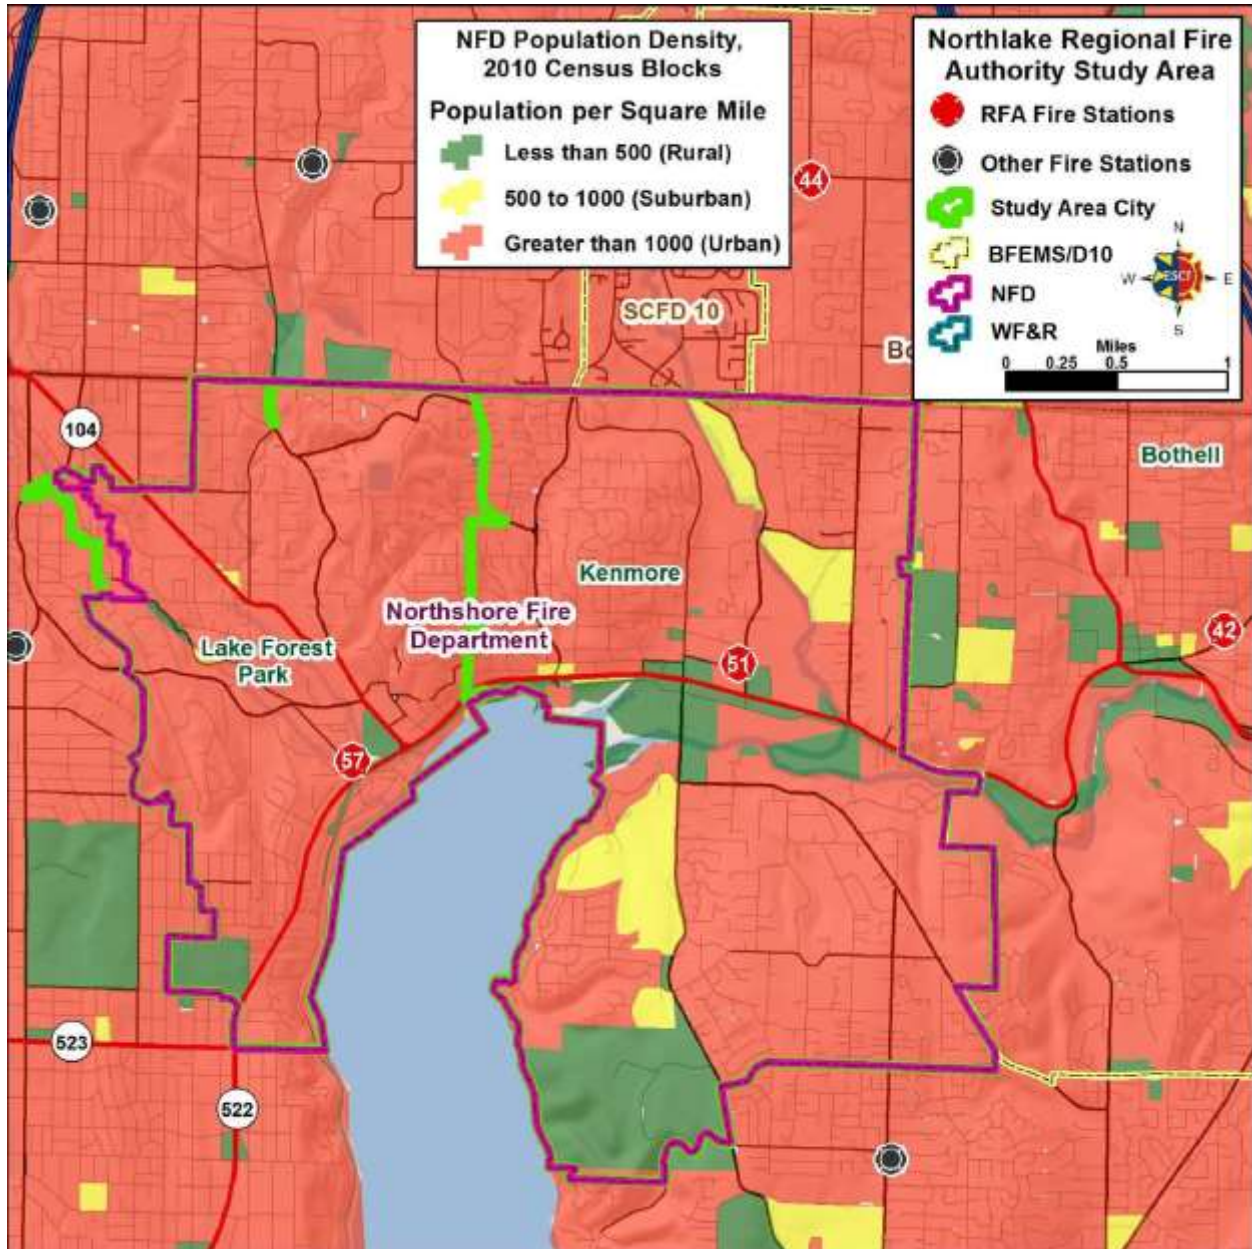 NFD Population Density,
2010 Census Blocks
Population per Square Mile
Less than 500 (Rural)
500 to 1000 (Suburban)
Greater than 1000 (Urban)
Northlake Regional Fire
Authority Study Area
RFA Fire Stations
Other Fire Stations
Study Area City
BFEMS/D10
NFD
WF&R
N
W
ESCI
E
S
Miles
0 0.25 0.5 1
44
SCFD 10
Bo
104
Bothell
Kenmore
Northshore Fire
Department
Lake Forest
Park
42
51
57
523
522